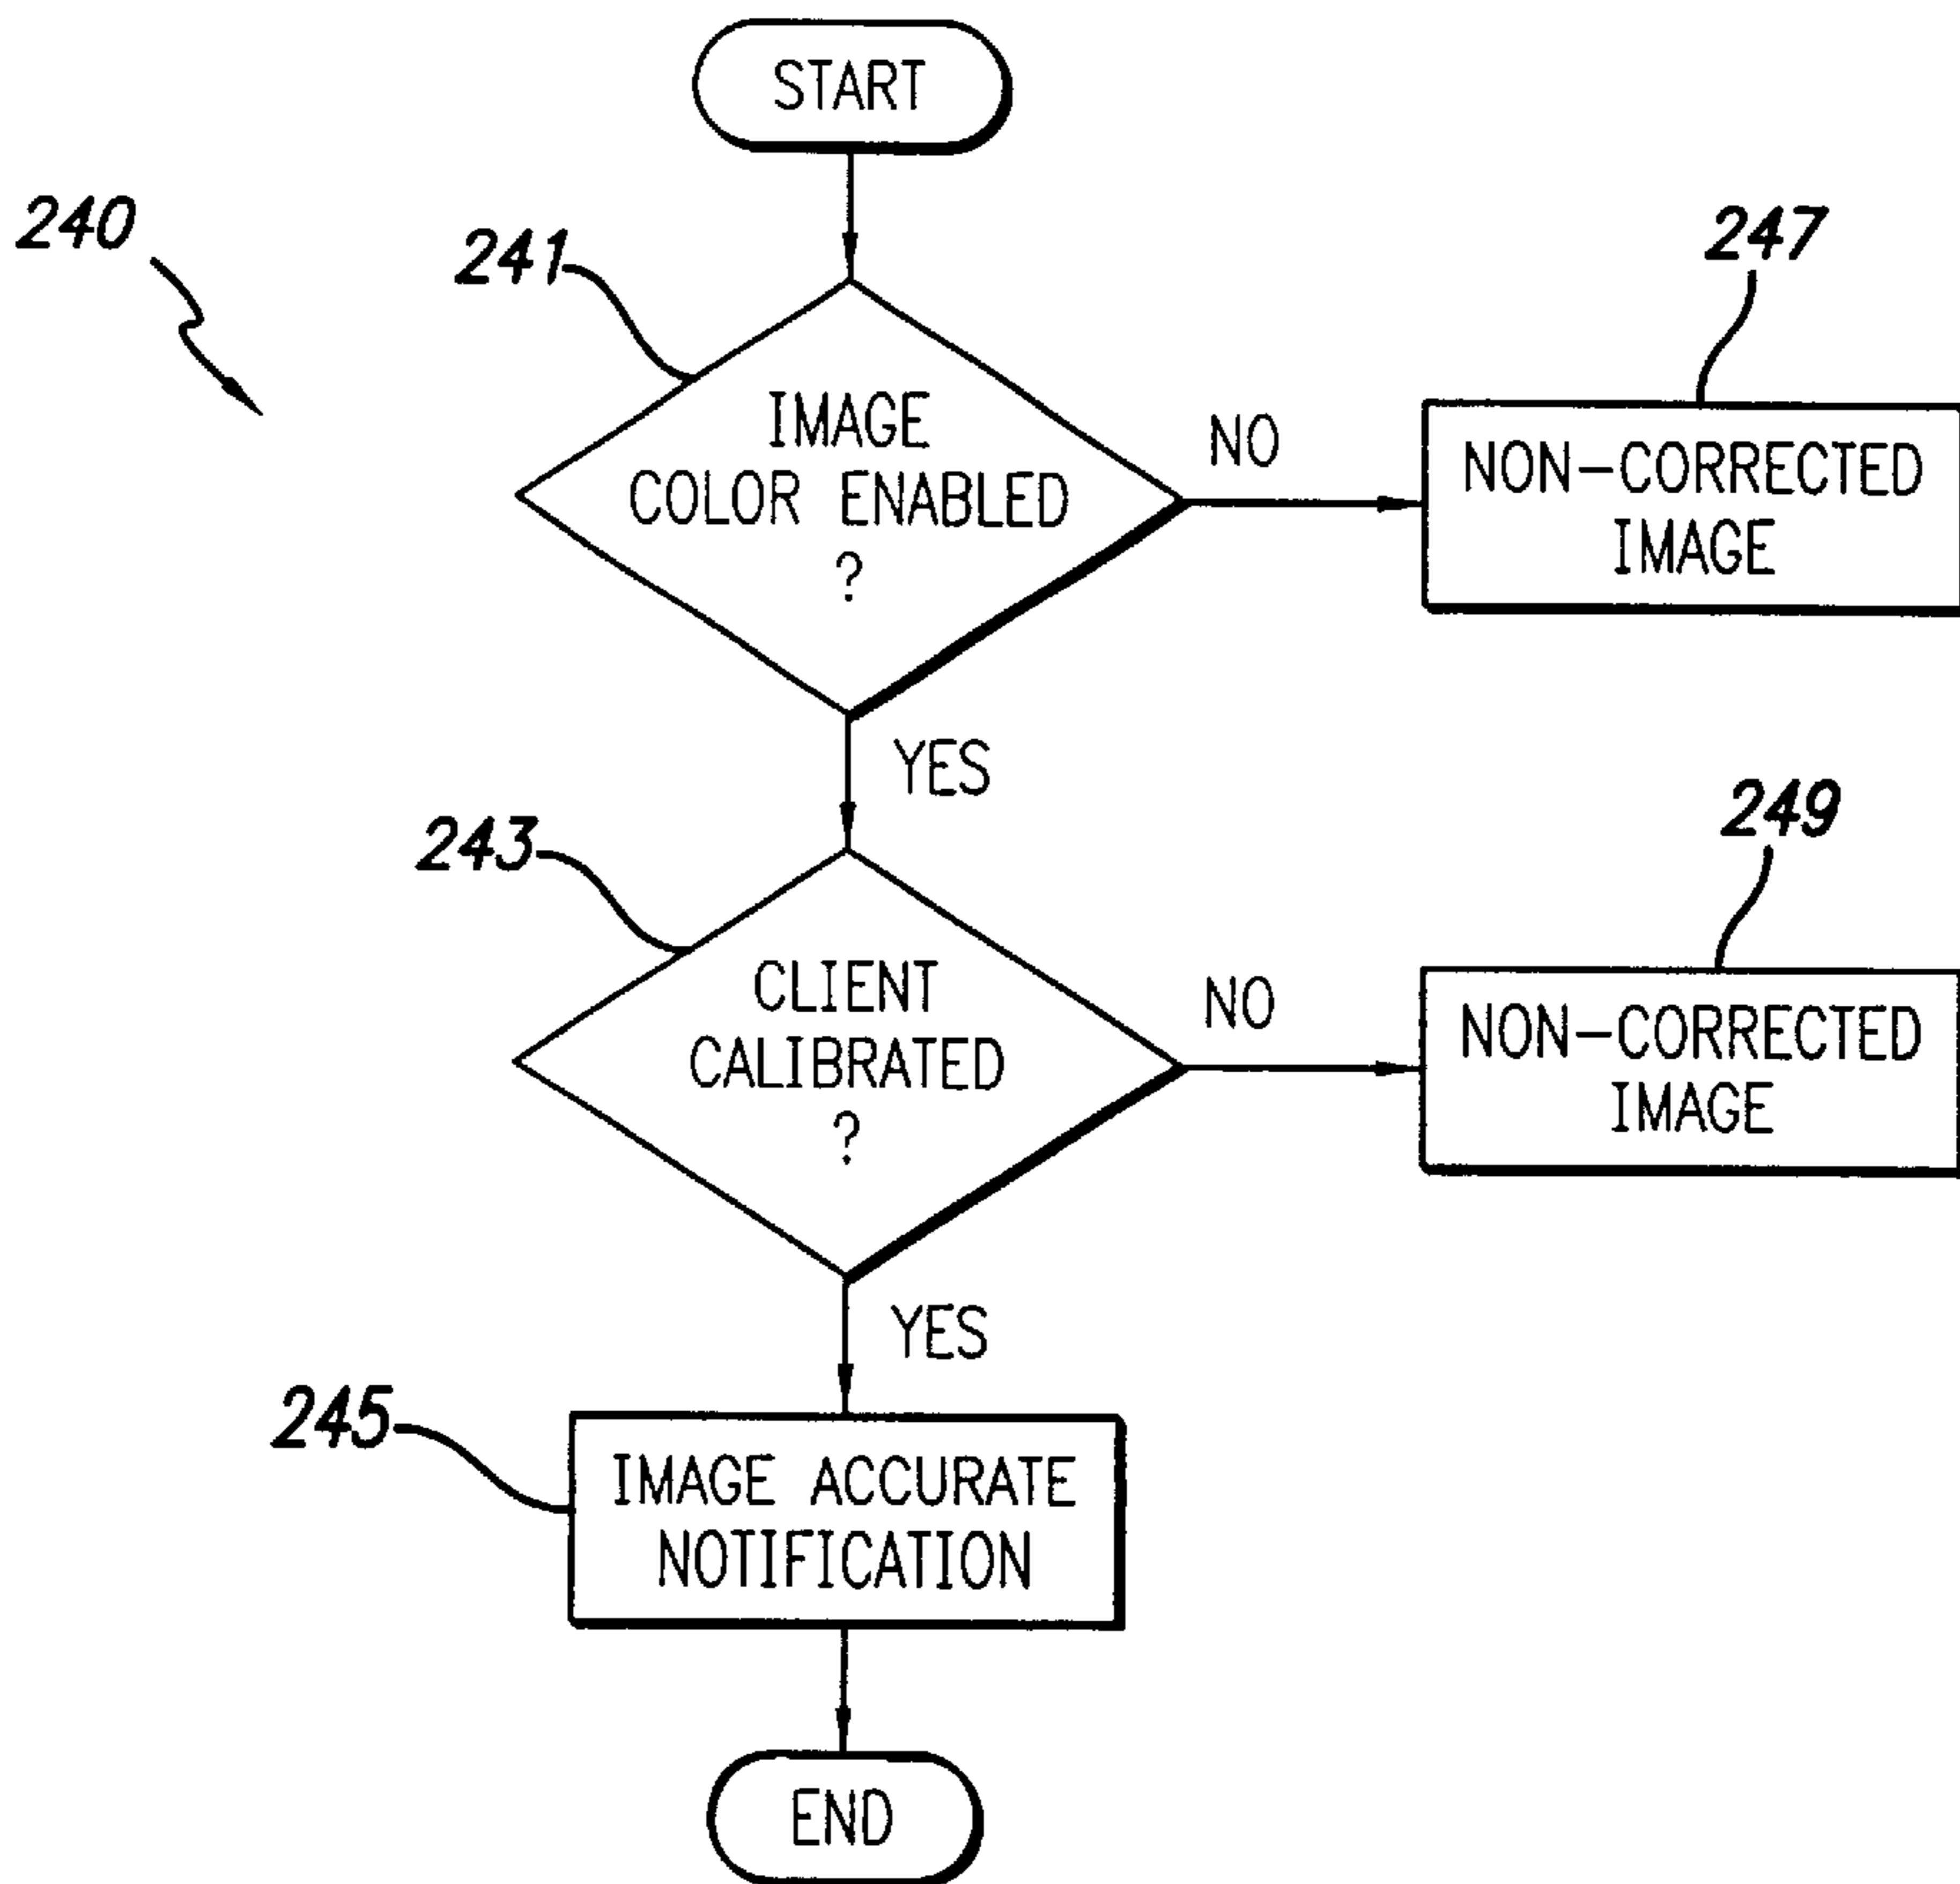 START
240
241
247
IMAGE
COLOR ENABLED
?
NO
NON-CORRECTED
IMAGE
YES
243
249
CLIENT
CALIBRATED
?
NO
NON-CORRECTED
IMAGE
YES
245
IMAGE ACCURATE
NOTIFICATION
END